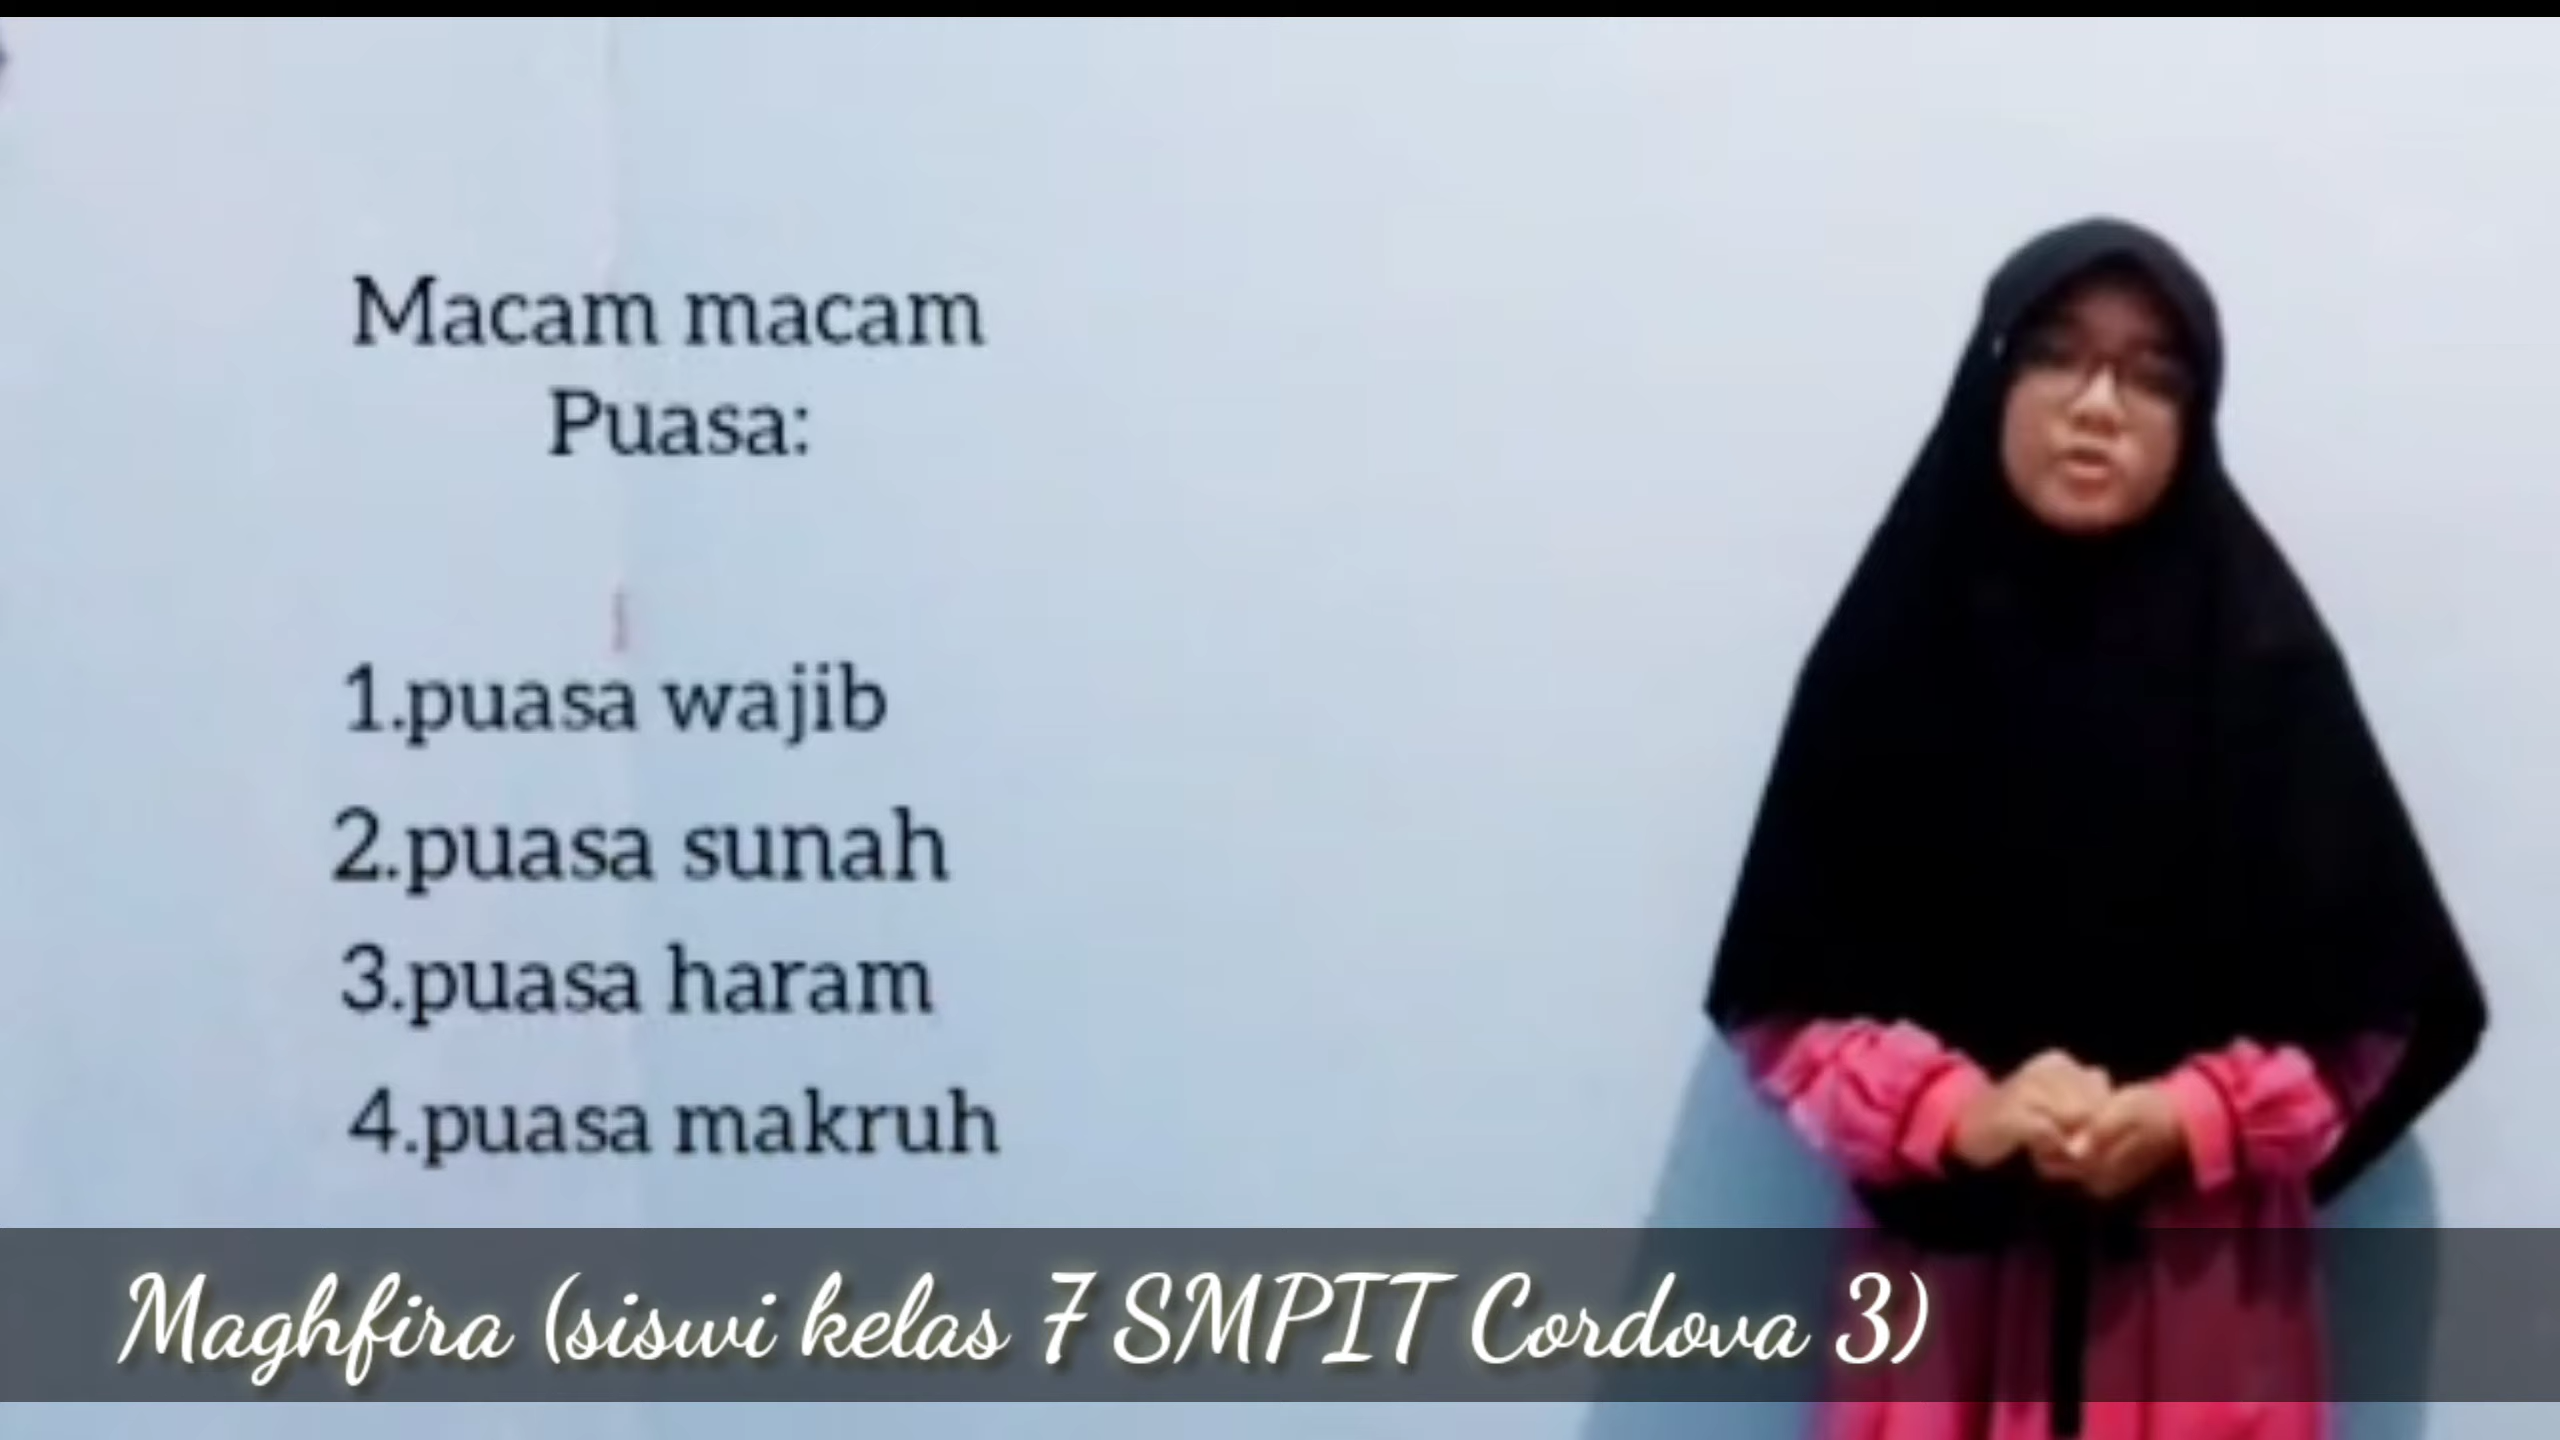 Macam macam
Puasa:
1.puasa wajib
2.puasa sunah
3.puasa haram
4.puasa makruh
Maghfira (siswi kelas 7 SMPIT Cordova 3)